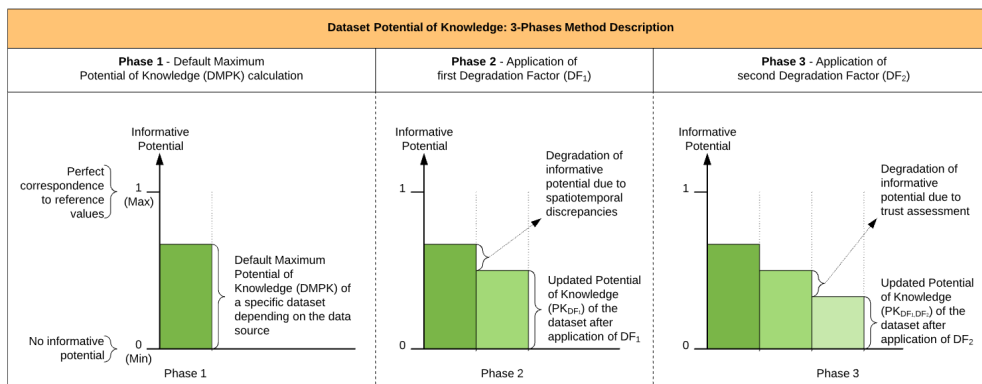 Dataset Potential of Knowledge: 3-Phases Method Description
Phase 1 - Default Maximum
Potential of Knowledge (DMPK) calculation
Phase 2 - Application of
first Degradation Factor (DF₁)
Phase 3 - Application of
second Degradation Factor (DF₂)
Informative
Potential
Perfect
correspondence
to reference
values
1
(Max)
Default Maximum
Potential of
Knowledge (DMPK) of
a specific dataset
depending on the data
source
No informative
potential
0
(Min)
Phase 1
Informative
Potential
1
Degradation of
informative
potential due to
spatiotemporal
discrepancies
Updated Potential
of Knowledge
(PK_DF₁) of the
dataset after
application of DF₁
0
Phase 2
Informative
Potential
1
Degradation of
informative
potential due to
trust assessment
Updated Potential
of Knowledge
(PK_DF₁,DF₂) of the
dataset after
application of DF₂
0
Phase 3